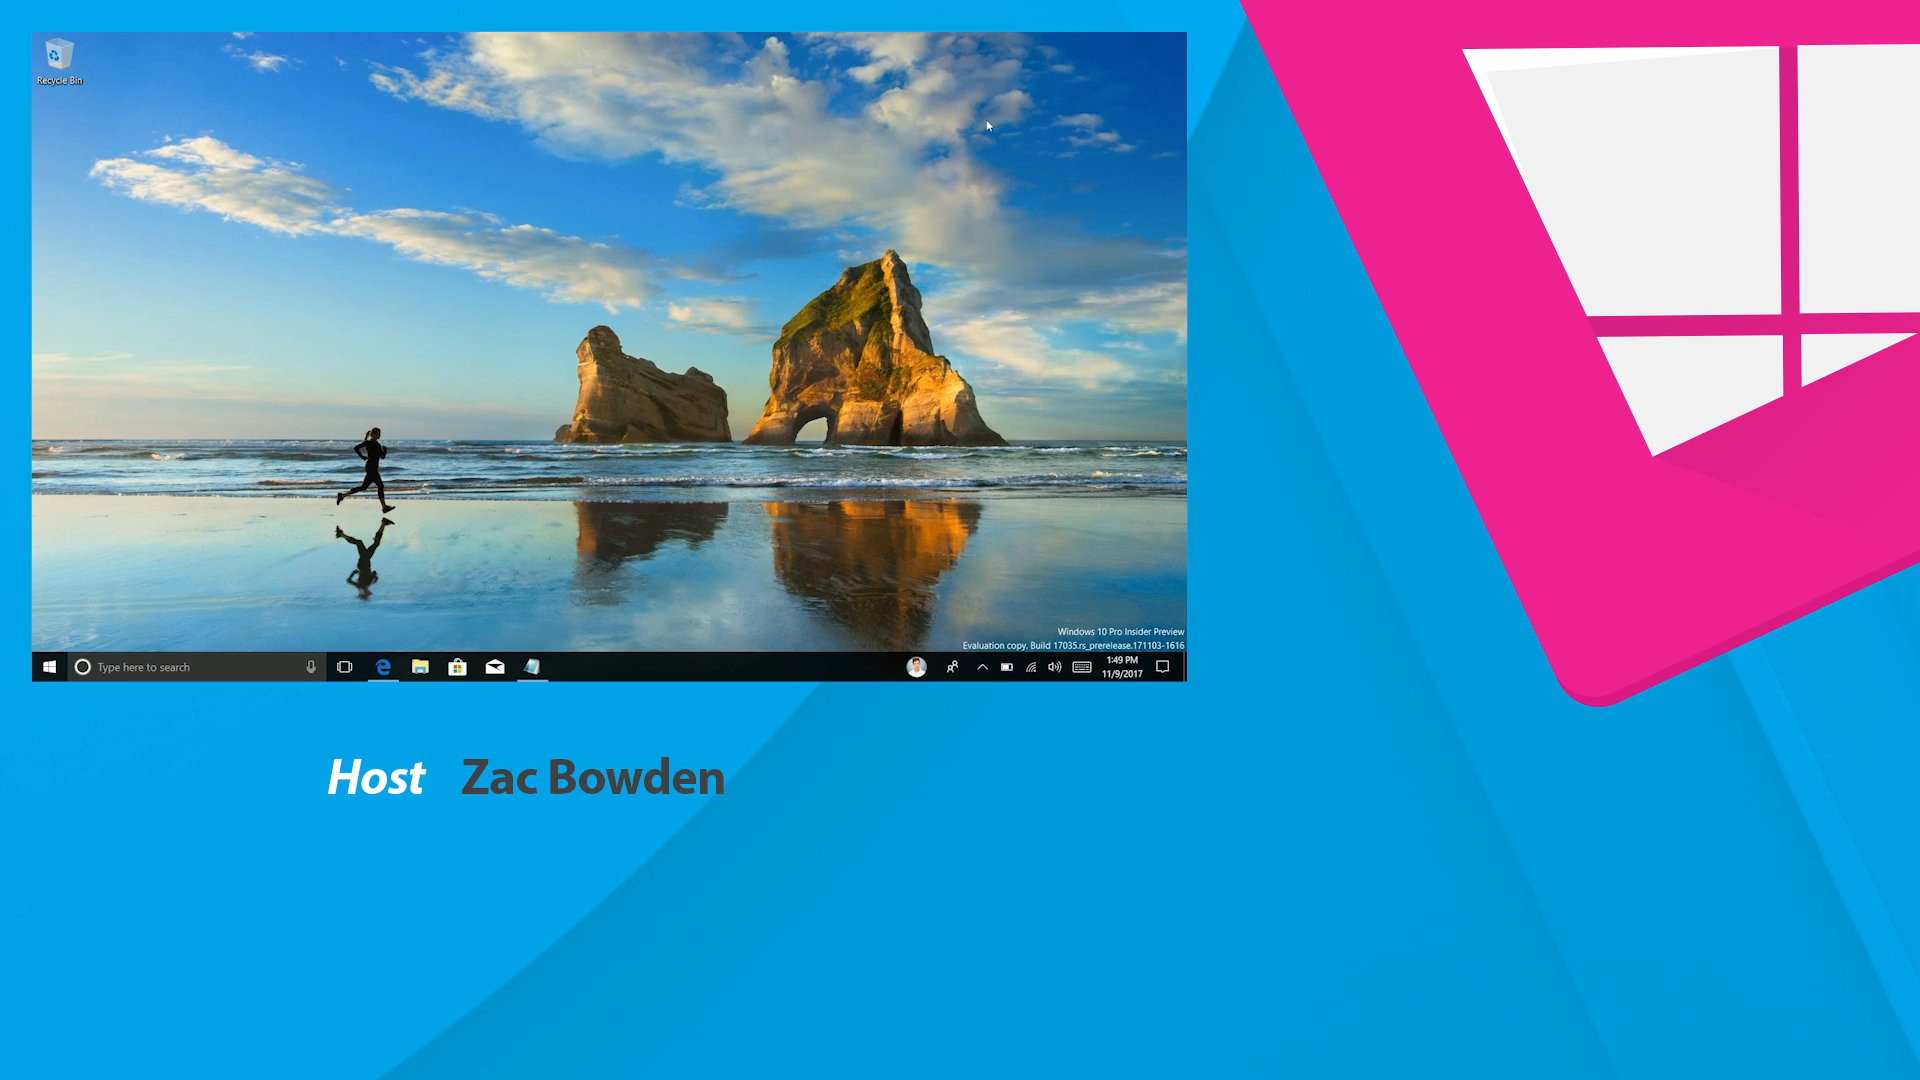 Recycle Bin
Windows 10 Pro Insider Preview
Evaluation copy. Build 17035.rs_prerelease.171103-1616
Type here to search
1:49 PM
11/9/2017
Host Zac Bowden